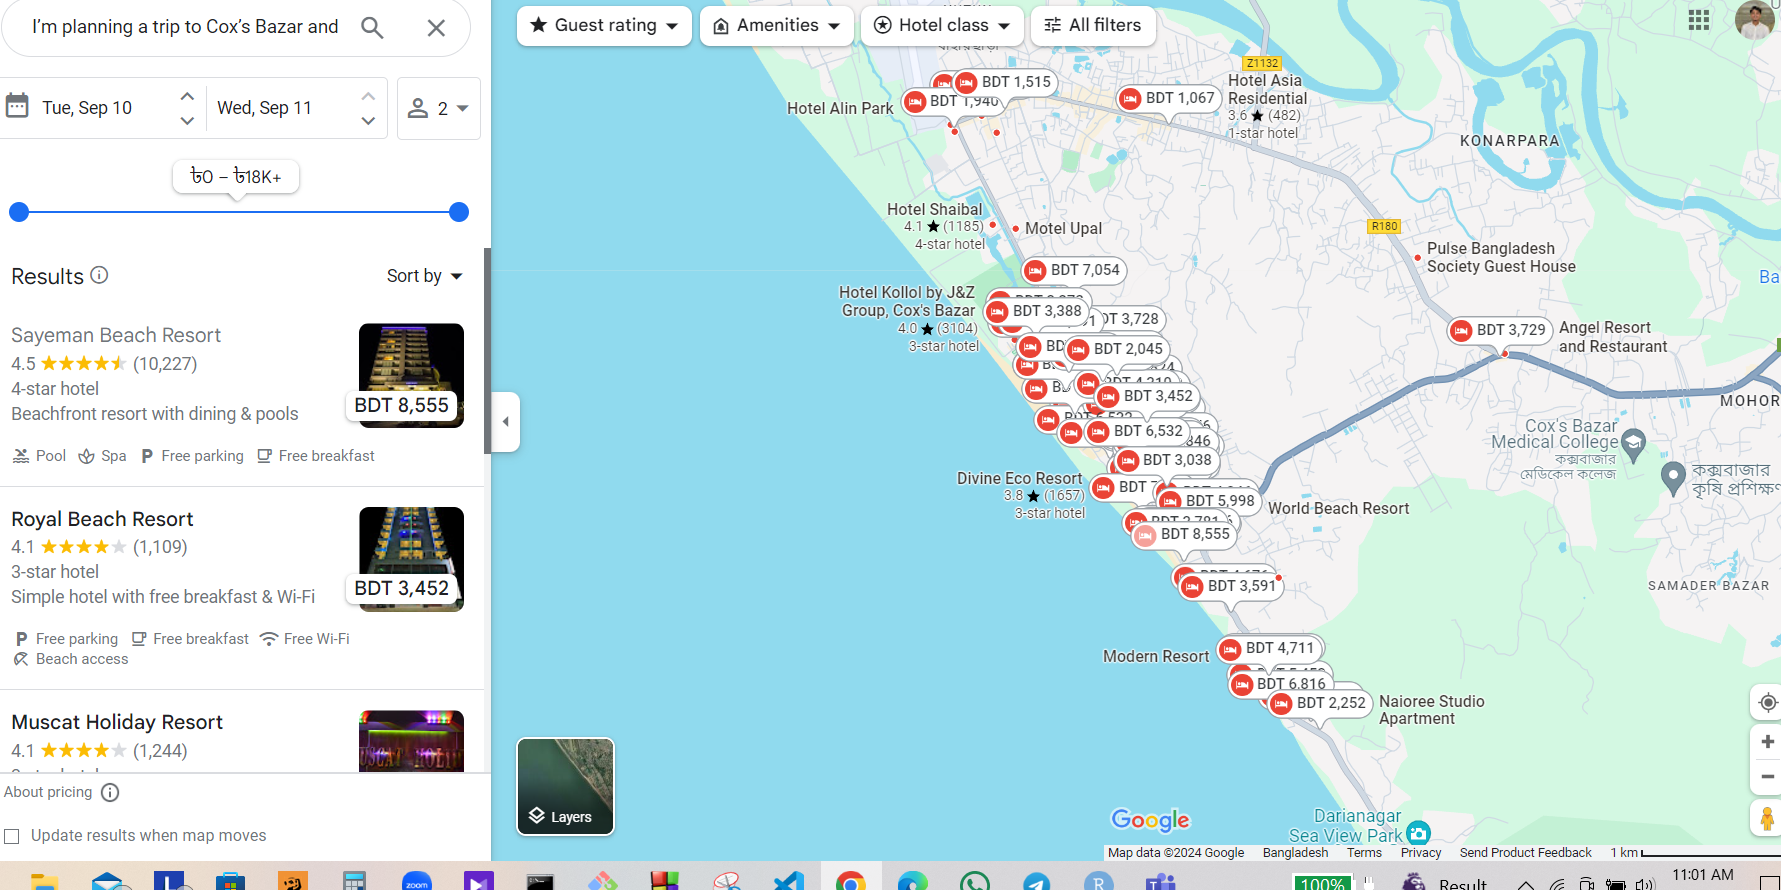 I'm planning a trip to Cox's Bazar and
Tue, Sep 10
Wed, Sep 11
2
৳0 – ৳18K+
Results
Sort by
Sayeman Beach Resort
4.5 (10,227)
4-star hotel
Beachfront resort with dining & pools
BDT 8,555
Pool Spa Free parking Free breakfast
Royal Beach Resort
4.1 (1,109)
3-star hotel
Simple hotel with free breakfast & Wi-Fi
BDT 3,452
Free parking Free breakfast Free Wi-Fi
Beach access
Muscat Holiday Resort
4.1 (1,244)
About pricing
Update results when map moves
Guest rating
Amenities
Hotel class
All filters
Z1132
BDT 1,515
BDT 1,940
Hotel Alin Park
BDT 1,067
Hotel Asia
Residential
3.6 ★ (482)
1-star hotel
KONARPARA
Hotel Shaibal
4.1 ★ (1185)
4-star hotel
Motel Upal
R180
Pulse Bangladesh
Society Guest House
Ba
BDT 7,054
Hotel Kollol by J&Z
Group, Cox's Bazar
4.0 ★ (3104)
3-star hotel
BDT 3,388
3,728
BDT 2,045
BDT 3,729
Angel Resort
and Restaurant
BDT 3,452
MOHOR
BDT 6,532
Cox's Bazar
Medical College
কক্সবাজার
মেডিকেল কলেজ
কক্সবাজার
কৃষি প্রশিক্ষণ
BDT 3,038
Divine Eco Resort
3.8 ★ (1657)
3-star hotel
BDT 7
BDT 5,998
World Beach Resort
BDT 8,555
BDT 3,591
SAMADER BAZAR
Modern Resort
BDT 4,711
BDT 6,816
BDT 2,252
Naioree Studio
Apartment
Layers
Google
Darianagar
Sea View Park
Map data ©2024 Google Bangladesh Terms Privacy Send Product Feedback 1 km
zoom
100%
Result
11:01 AM